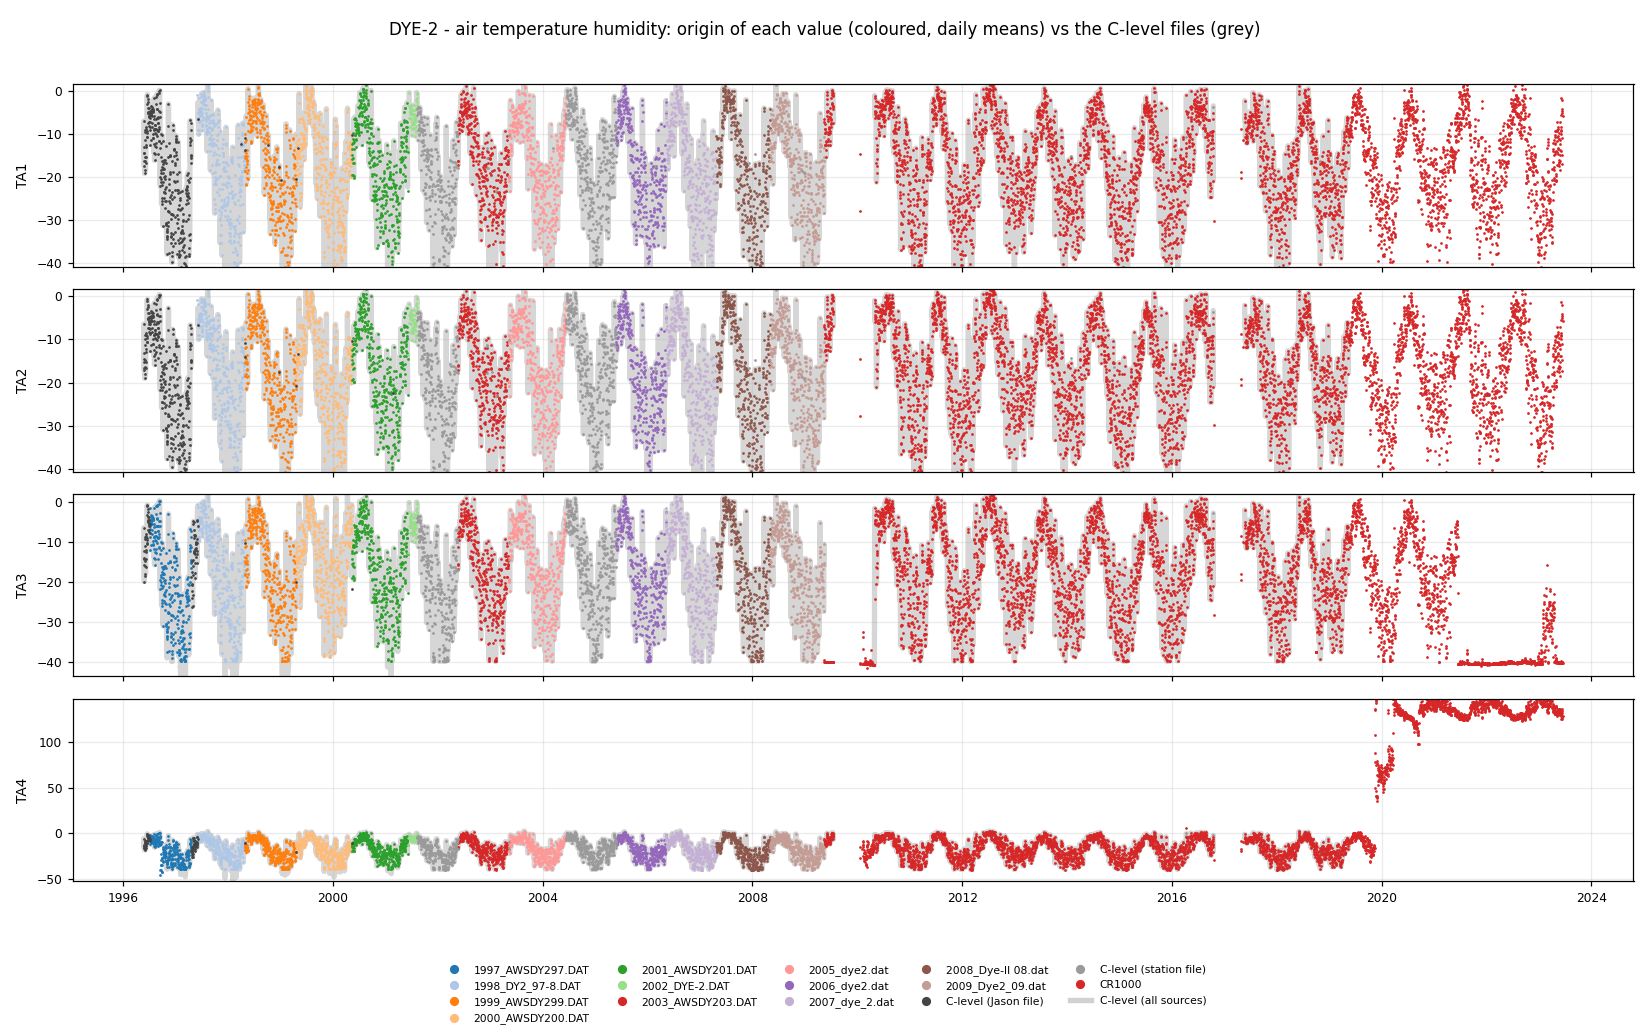 DYE-2 - air temperature humidity: origin of each value (coloured, daily means) vs the C-level files (grey)
TA1
0
−10
−20
−30
−40
TA2
0
−10
−20
−30
−40
TA3
0
−10
−20
−30
−40
TA4
100
50
0
−50
1996 2000 2004 2008 2012 2016 2020 2024
1997_AWSDY297.DAT
1998_DY2_97-8.DAT
1999_AWSDY299.DAT
2000_AWSDY200.DAT
2001_AWSDY201.DAT
2002_DYE-2.DAT
2003_AWSDY203.DAT
2005_dye2.dat
2006_dye2.dat
2007_dye_2.dat
2008_Dye-II 08.dat
2009_Dye2_09.dat
C-level (Jason file)
C-level (station file)
CR1000
C-level (all sources)